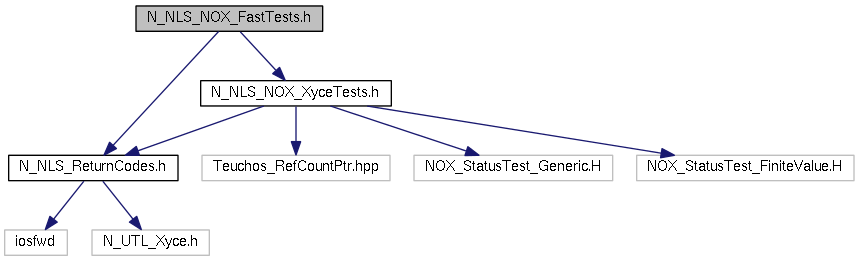 N_NLS_NOX_FastTests.h
N_NLS_NOX_XyceTests.h
N_NLS_ReturnCodes.h
Teuchos_RefCountPtr.hpp
NOX_StatusTest_Generic.H
NOX_StatusTest_FiniteValue.H
iosfwd
N_UTL_Xyce.h